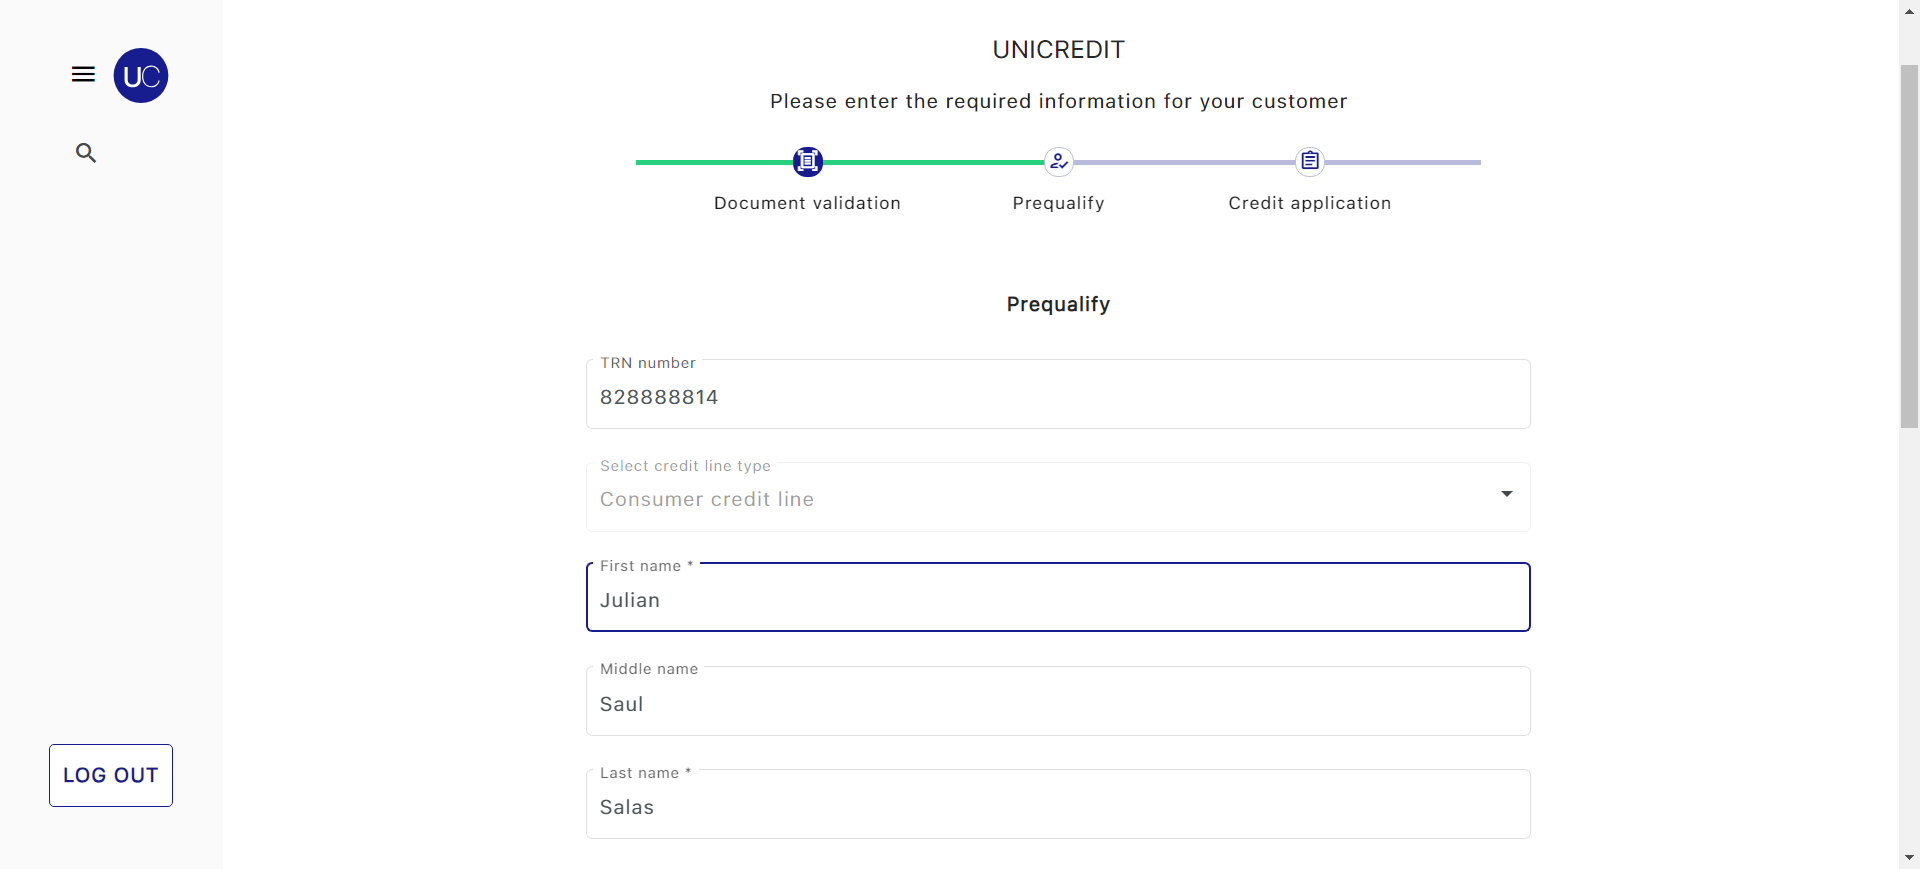 UC
UNICREDIT
Please enter the required information for your customer
Document validation
Prequalify
Credit application
Prequalify
TRN number
828888814
Select credit line type
Consumer credit line
First name *
Julian
Middle name
Saul
Last name *
Salas
LOG OUT